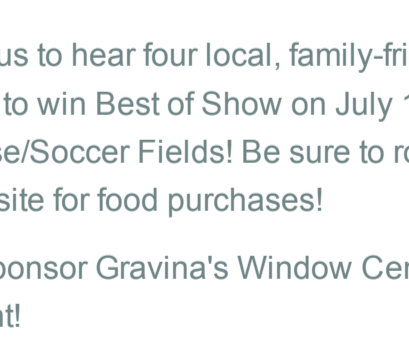 us to hear four local, family-fri
to win Best of Show on July
se/Soccer Fields! Be sure to ro
site for food purchases!
ponsor Gravina's Window Cen
nt!